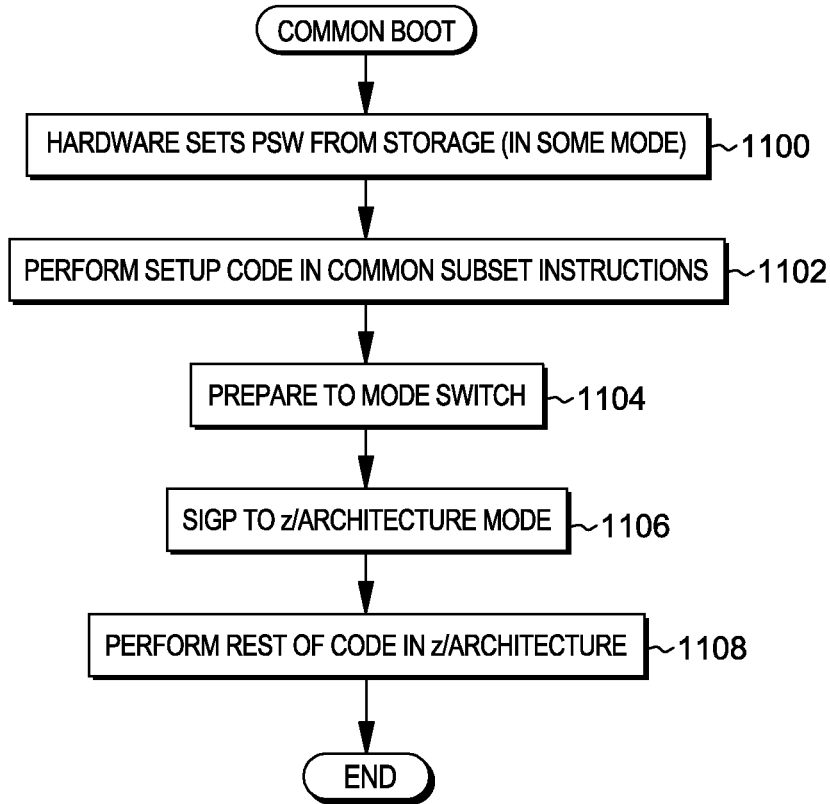 COMMON BOOT
HARDWARE SETS PSW FROM STORAGE (IN SOME MODE)
1100
PERFORM SETUP CODE IN COMMON SUBSET INSTRUCTIONS
1102
PREPARE TO MODE SWITCH
1104
SIGP TO z/ARCHITECTURE MODE
1106
PERFORM REST OF CODE IN z/ARCHITECTURE
1108
END